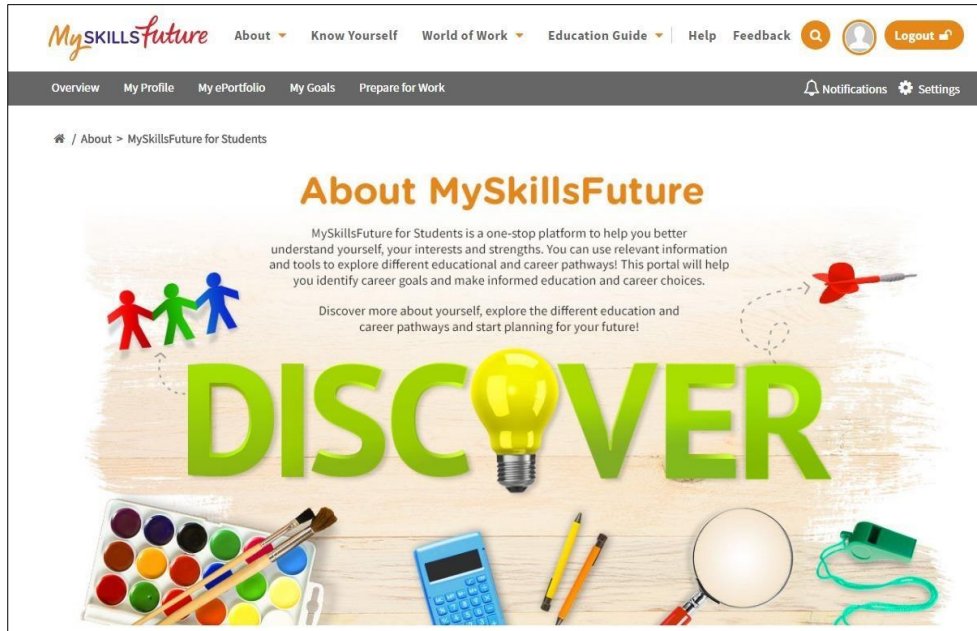 MySKILLSfuture About Know Yourself World of Work Education Guide Help Feedback Logout
Overview My Profile My ePortfolio My Goals Prepare for Work Notifications Settings
/ About > MySkillsFuture for Students
About MySkillsFuture
MySkillsFuture for Students is a one-stop platform to help you better
understand yourself, your interests and strengths. You can use relevant information
and tools to explore different educational and career pathways! This portal will help
you identify career goals and make informed education and career choices.
Discover more about yourself, explore the different education and
career pathways and start planning for your future!
DISCOVER